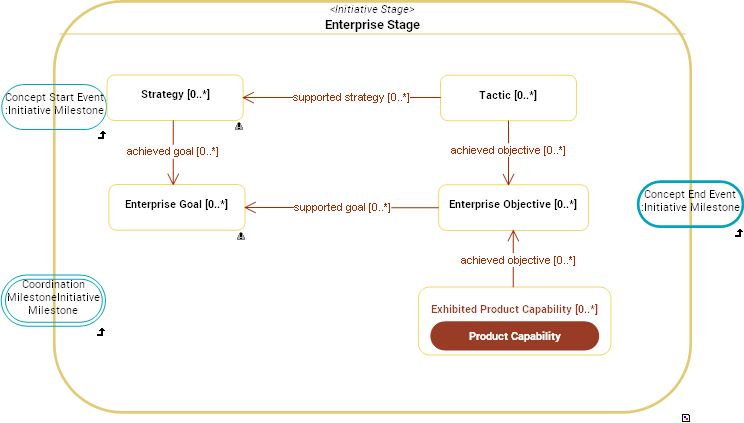 <Initiative Stage>
Enterprise Stage
Concept Start Event
:Initiative Milestone
Strategy [0..*]
supported strategy [0..*]
Tactic [0..*]
achieved goal [0..*]
achieved objective [0..*]
Enterprise Goal [0..*]
supported goal [0..*]
Enterprise Objective [0..*]
Concept End Event
:Initiative Milestone
achieved objective [0..*]
Coordination
MilestoneInitiative
Milestone
Exhibited Product Capability [0..*]
Product Capability